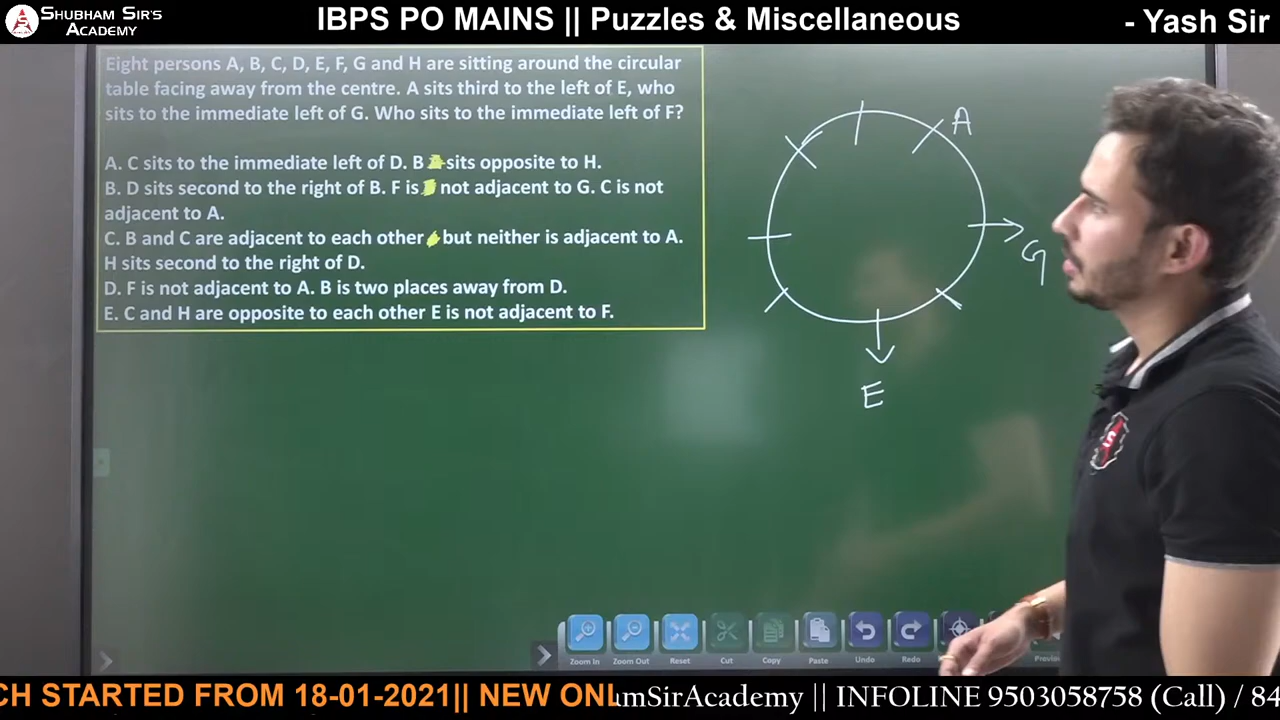 SHUBHAM SIR'S
ACADEMY
IBPS PO MAINS || Puzzles & Miscellaneous
- Yash Sir
Eight persons A, B, C, D, E, F, G and H are sitting around the circular
table facing away from the centre. A sits third to the left of E, who
sits to the immediate left of G. Who sits to the immediate left of F?
A. C sits to the immediate left of D. B sits opposite to H.
B. D sits second to the right of B. F is not adjacent to G. C is not
adjacent to A.
C. B and C are adjacent to each other but neither is adjacent to A.
H sits second to the right of D.
D. F is not adjacent to A. B is two places away from D.
E. C and H are opposite to each other E is not adjacent to F.
A
G
E
Zoom In Zoom Out Reset Cut Copy Paste Undo Redo
CH STARTED FROM 18-01-2021|| NEW ONL
umSirAcademy || INFOLINE 9503058758 (Call) / 84